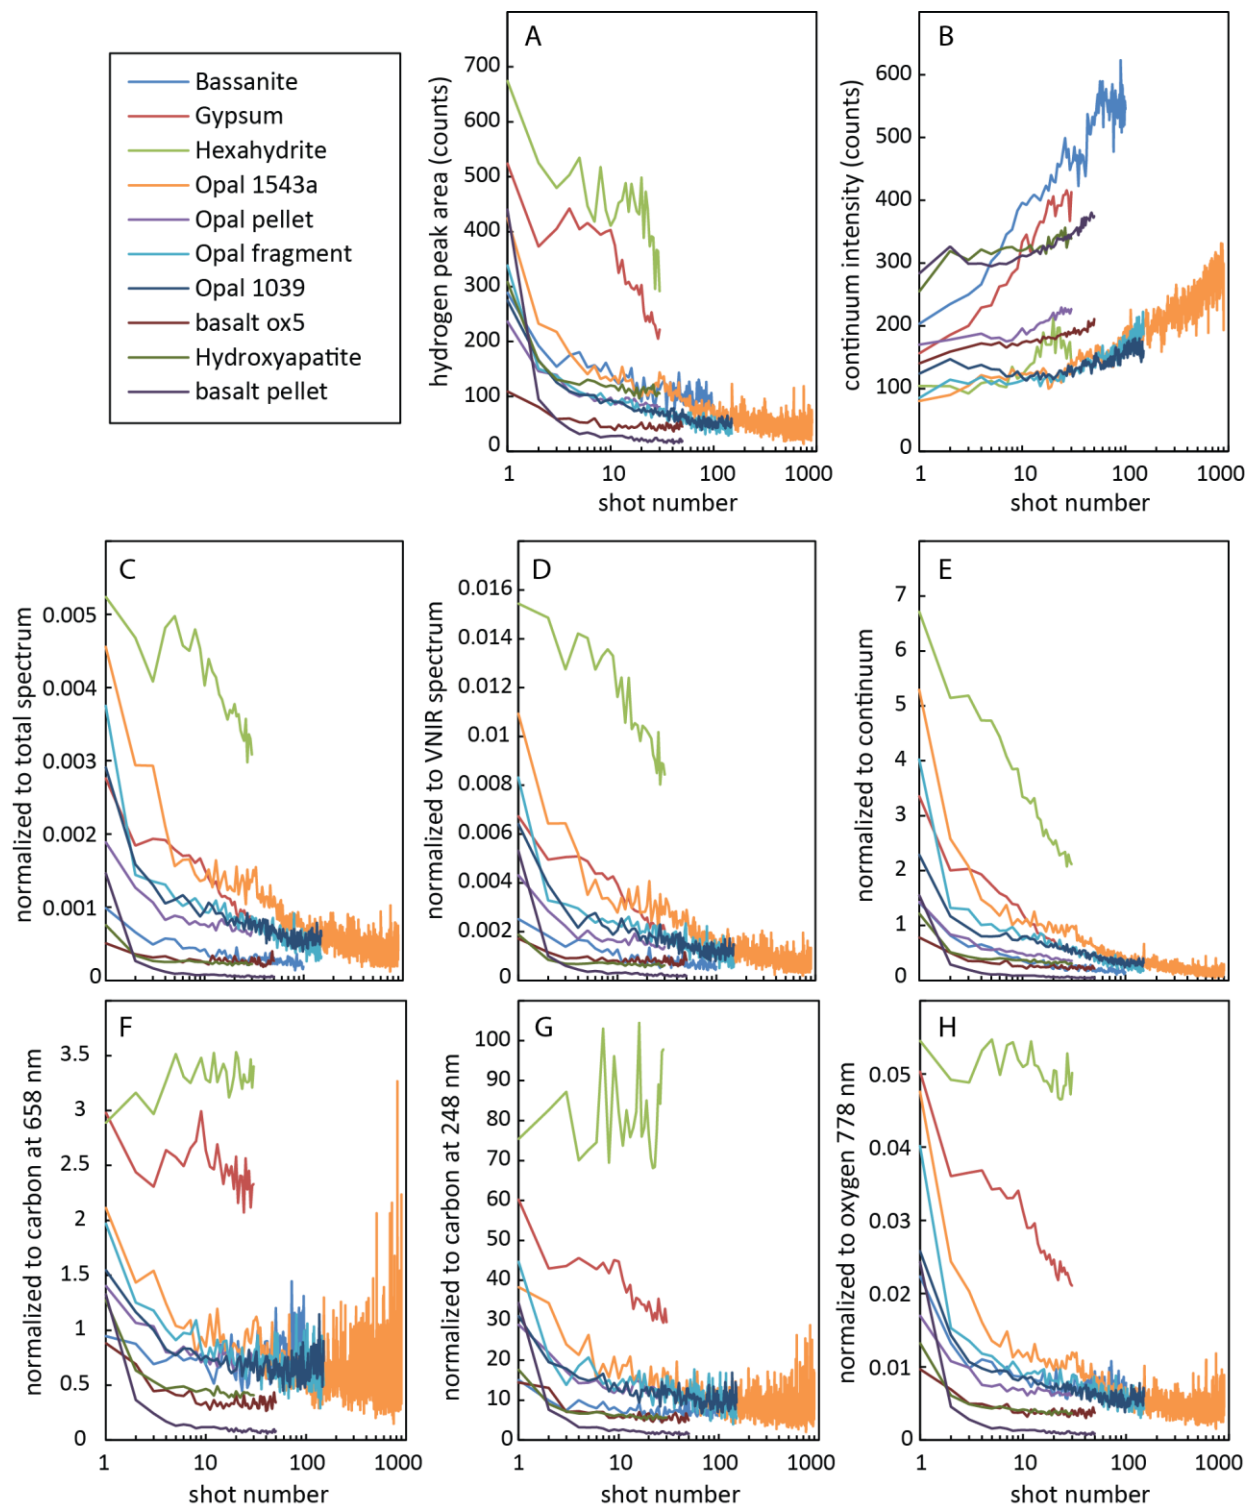 Bassanite
Gypsum
Hexahydrite
Opal 1543a
Opal pellet
Opal fragment
Opal 1039
basalt ox5
Hydroxyapatite
basalt pellet
A
hydrogen peak area (counts)
700
600
500
400
300
200
100
0
1 10 100 1000
shot number
B
continuum intensity (counts)
600
500
400
300
200
100
0
1 10 100 1000
shot number
C
normalized to total spectrum
0.005
0.004
0.003
0.002
0.001
0
D
normalized to VNIR spectrum
0.016
0.014
0.012
0.01
0.008
0.006
0.004
0.002
0
E
normalized to continuum
7
6
5
4
3
2
1
0
F
normalized to carbon at 658 nm
3.5
3
2.5
2
1.5
1
0.5
0
1 10 100 1000
shot number
G
normalized to carbon at 248 nm
100
90
80
70
60
50
40
30
20
10
0
1 10 100 1000
shot number
H
normalized to oxygen 778 nm
0.05
0.04
0.03
0.02
0.01
0
1 10 100 1000
shot number